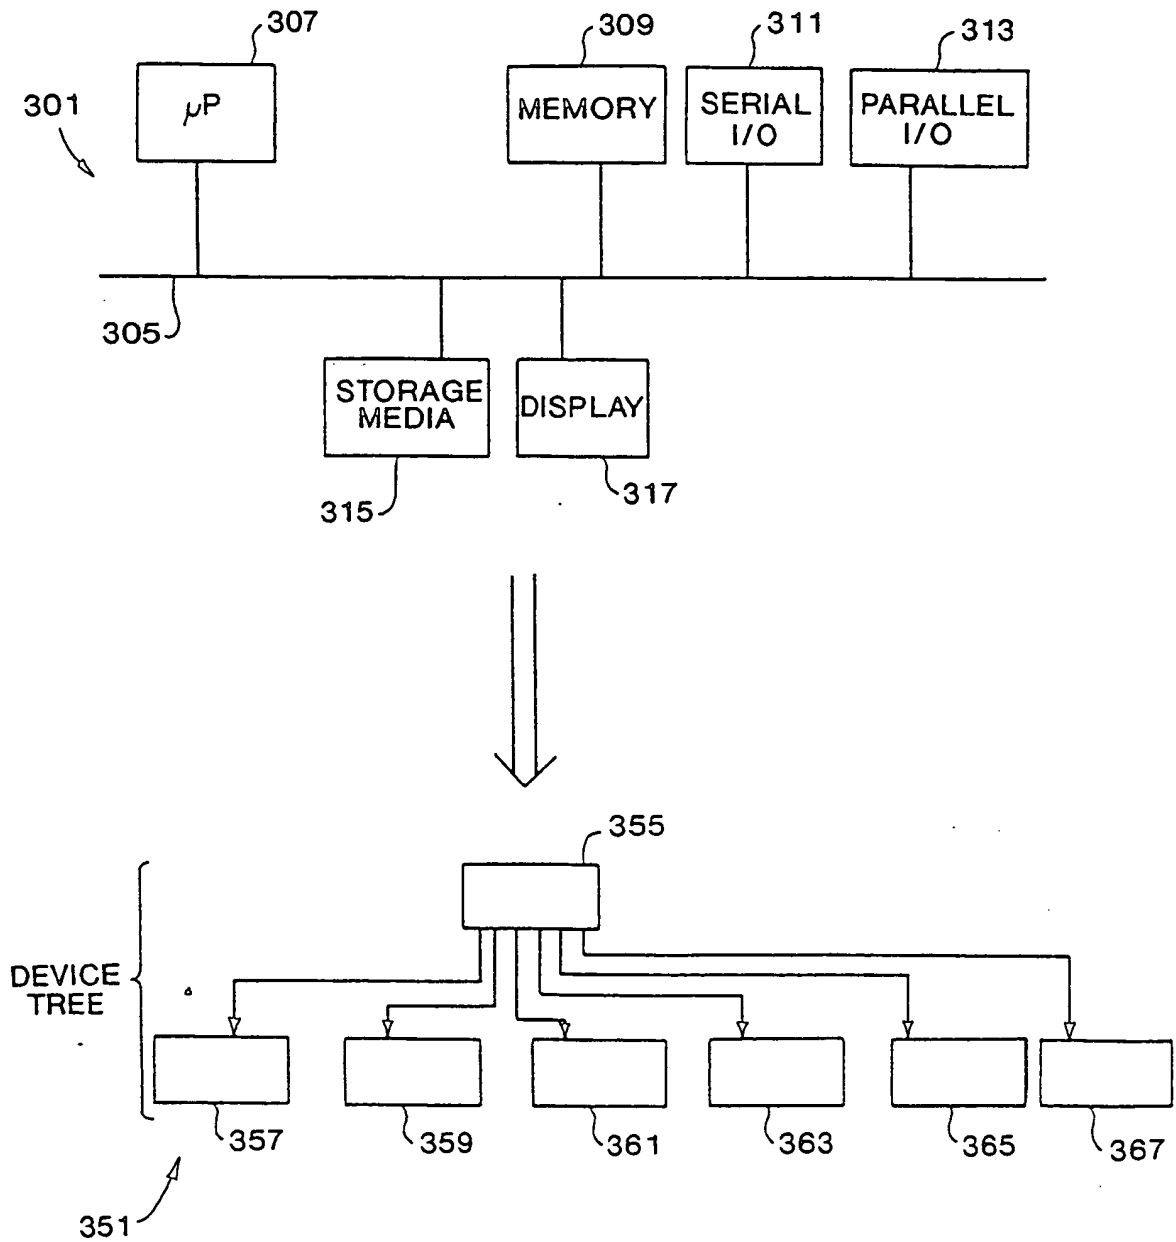 307
309
311
313
301
µP
MEMORY
SERIAL
I/O
PARALLEL
I/O
305
STORAGE
MEDIA
DISPLAY
315
317
355
DEVICE
TREE
357
359
361
363
365
367
351